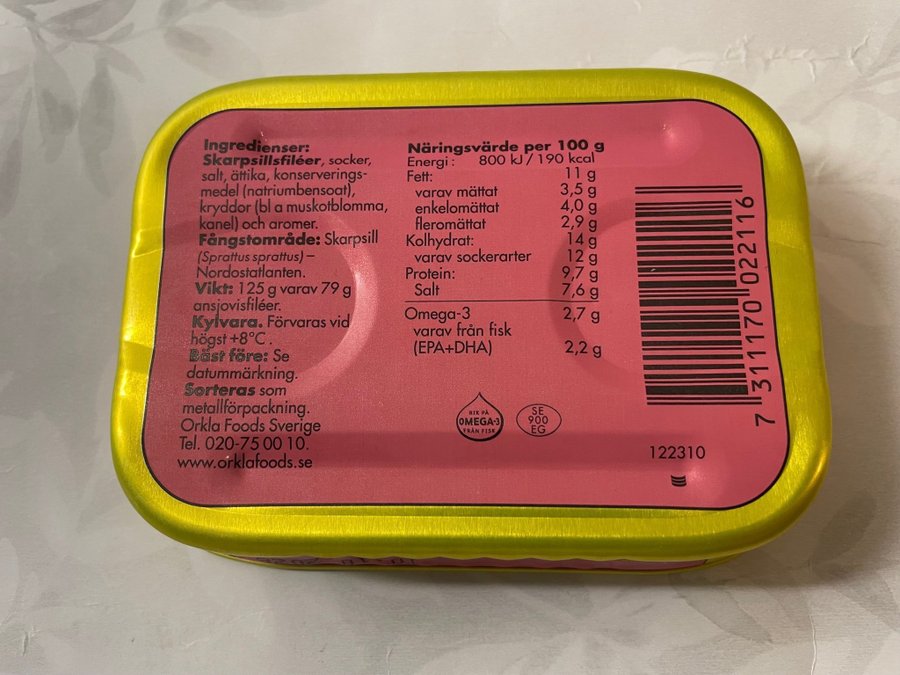 Ingredienser:
Skarpsillsfiléer, socker,
salt, ättika, konserverings-
medel (natriumbensoat),
kryddor (bl a muskotblomma,
kanel) och aromer.
Fångstområde: Skarpsill
(Sprattus sprattus) –
Nordostatlanten.
Vikt: 125 g varav 79 g
ansjovisfiléer.
Kylvara. Förvaras vid
högst +8°C.
Bäst före: Se
datummärkning.
Sorteras som
metallförpackning.
Orkla Foods Sverige
Tel. 020-75 00 10.
www.orklafoods.se
Näringsvärde per 100 g
Energi: 800 kJ / 190 kcal
Fett: 11 g
varav mättat 3,5 g
enkelomättat 4,0 g
fleromättat 2,9 g
Kolhydrat: 14 g
varav sockerarter 12 g
Protein: 9,7 g
Salt 7,6 g
Omega-3 2,7 g
varav från fisk
(EPA+DHA) 2,2 g
RIK PÅ
OMEGA-3
FRÅN FISK
SE
900
EG
7 311170 022116
122310